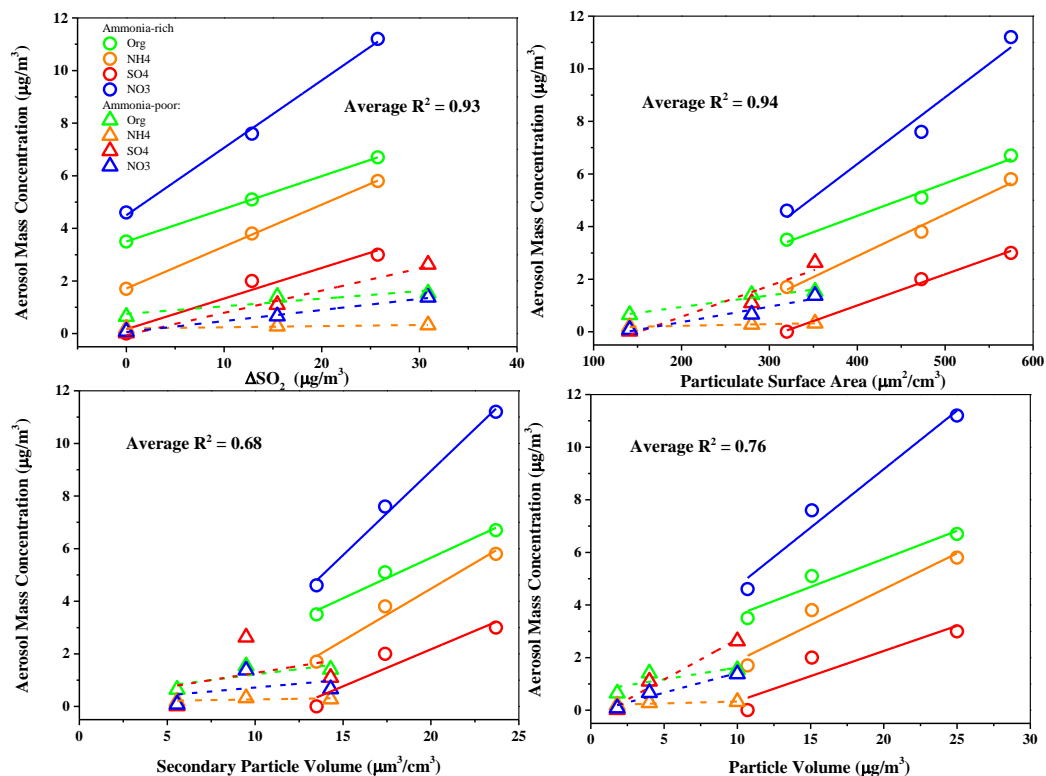 12
10
8
6
4
2
0
Aerosol Mass Concentration (μg/m³)
Ammonia-rich
Org
NH4
SO4
NO3
Ammonia-poor:
Org
NH4
SO4
NO3
Average R² = 0.93
0 10 20 30 40
ΔSO₂ (μg/m³)
12
10
8
6
4
2
0
Aerosol Mass Concentration (μg/m³)
Average R² = 0.94
100 200 300 400 500 600
Particulate Surface Area (μm²/cm³)
12
10
8
6
4
2
0
Aerosol Mass Concentration (μg/m³)
Average R² = 0.68
0 5 10 15 20 25
Secondary Particle Volume (μm³/cm³)
12
10
8
6
4
2
0
Aerosol Mass Concentration (μg/m³)
Average R² = 0.76
0 5 10 15 20 25 30
Particle Volume (μg/m³)